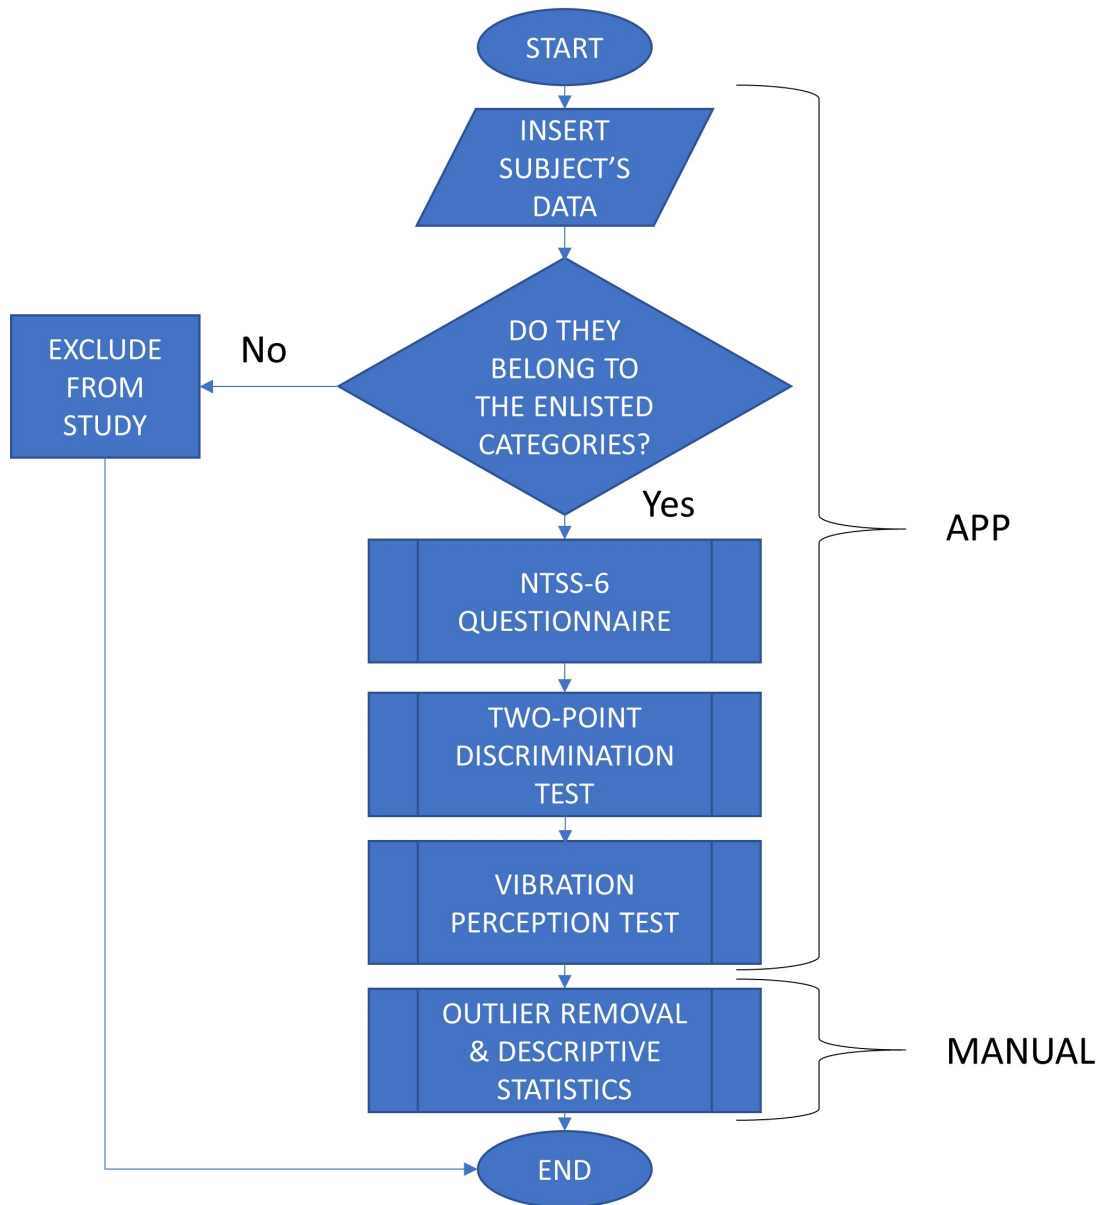 START
INSERT
SUBJECT’S
DATA
DO THEY
BELONG TO
THE ENLISTED
CATEGORIES?
No
EXCLUDE
FROM
STUDY
Yes
NTSS-6
QUESTIONNAIRE
TWO-POINT
DISCRIMINATION
TEST
VIBRATION
PERCEPTION TEST
APP
OUTLIER REMOVAL
& DESCRIPTIVE
STATISTICS
MANUAL
END